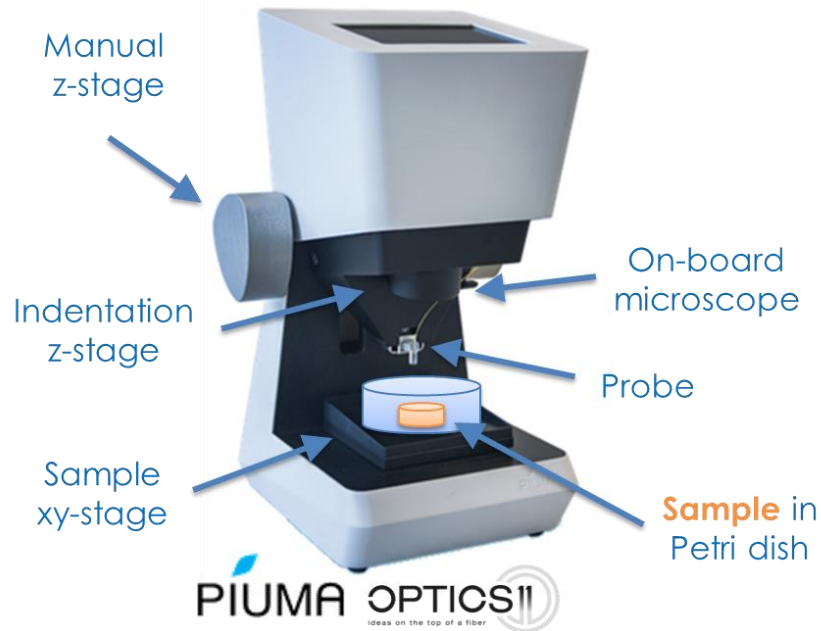 Manual
z-stage
On-board
microscope
Indentation
z-stage
Probe
Sample
xy-stage
Sample in
Petri dish
PIUMA
PIUMA OPTICS11
ideas on the top of a fiber